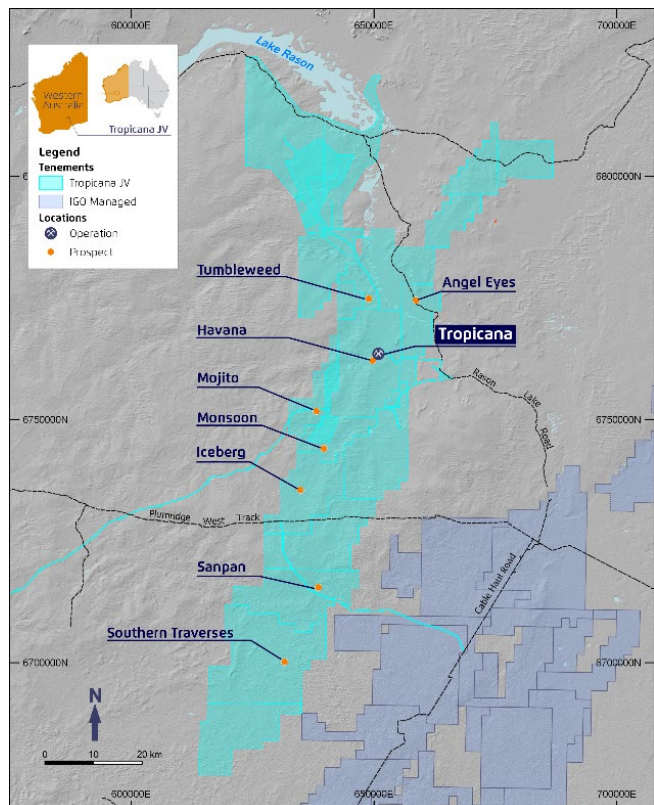 600000E
650000E
700000E
Lake Rason
Western
Australia
Tropicana JV
Legend
Tenements
Tropicana JV
IGO Managed
Locations
Operation
Prospect
6800000N
Tumbleweed
Angel Eyes
Havana
Tropicana
Mojito
Rason Lake Road
6750000N
6750000N
Monsoon
Iceberg
Plumridge West Track
Cable Haul Road
Sanpan
Southern Traverses
6700000N
6700000N
N
0 10 20 km
600000E
650000E
700000E